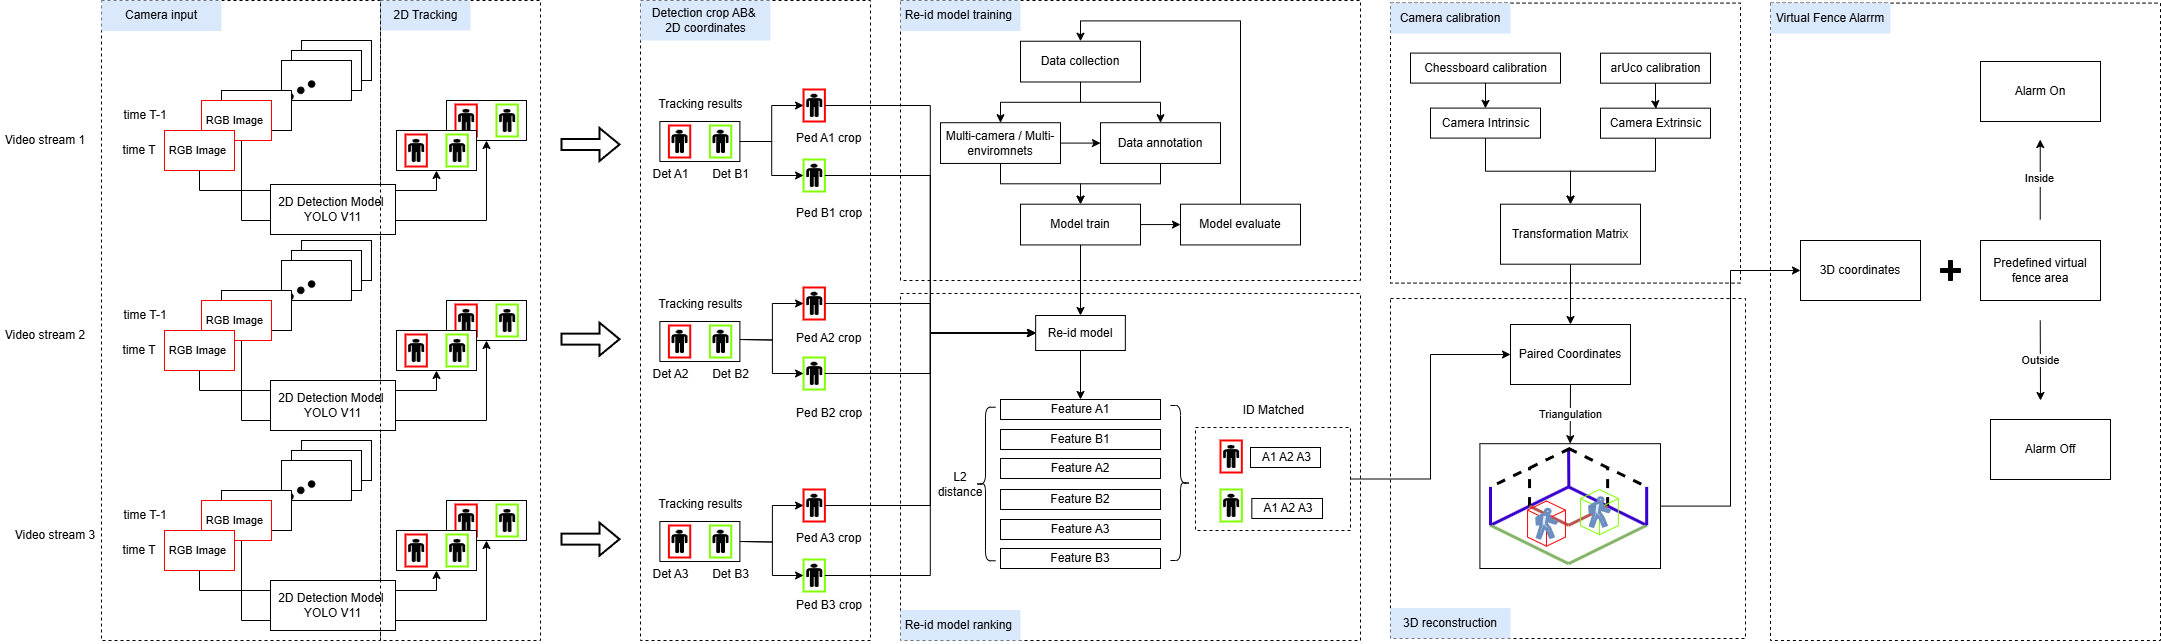 Camera input
2D Tracking
Video stream 1
time T-1
RGB Image
time T
RGB Image
2D Detection Model
YOLO V11
Video stream 2
time T-1
RGB Image
time T
RGB Image
2D Detection Model
YOLO V11
Video stream 3
time T-1
RGB Image
time T
RGB Image
2D Detection Model
YOLO V11
Detection crop AB&
2D coordinates
Tracking results
Det A1
Det B1
Ped A1 crop
Ped B1 crop
Tracking results
Det A2
Det B2
Ped A2 crop
Ped B2 crop
Tracking results
Det A3
Det B3
Ped A3 crop
Ped B3 crop
Re-id model training
Data collection
Multi-camera / Multi-
enviromnets
Data annotation
Model train
Model evaluate
Re-id model
L2
distance
Feature A1
Feature B1
Feature A2
Feature B2
Feature A3
Feature B3
ID Matched
A1 A2 A3
A1 A2 A3
Re-id model ranking
Camera calibration
Chessboard calibration
arUco calibration
Camera Intrinsic
Camera Extrinsic
Transformation Matrix
Paired Coordinates
Triangulation
3D reconstruction
Virtual Fence Alarrm
Alarm On
Inside
3D coordinates
Predefined virtual
fence area
Outside
Alarm Off